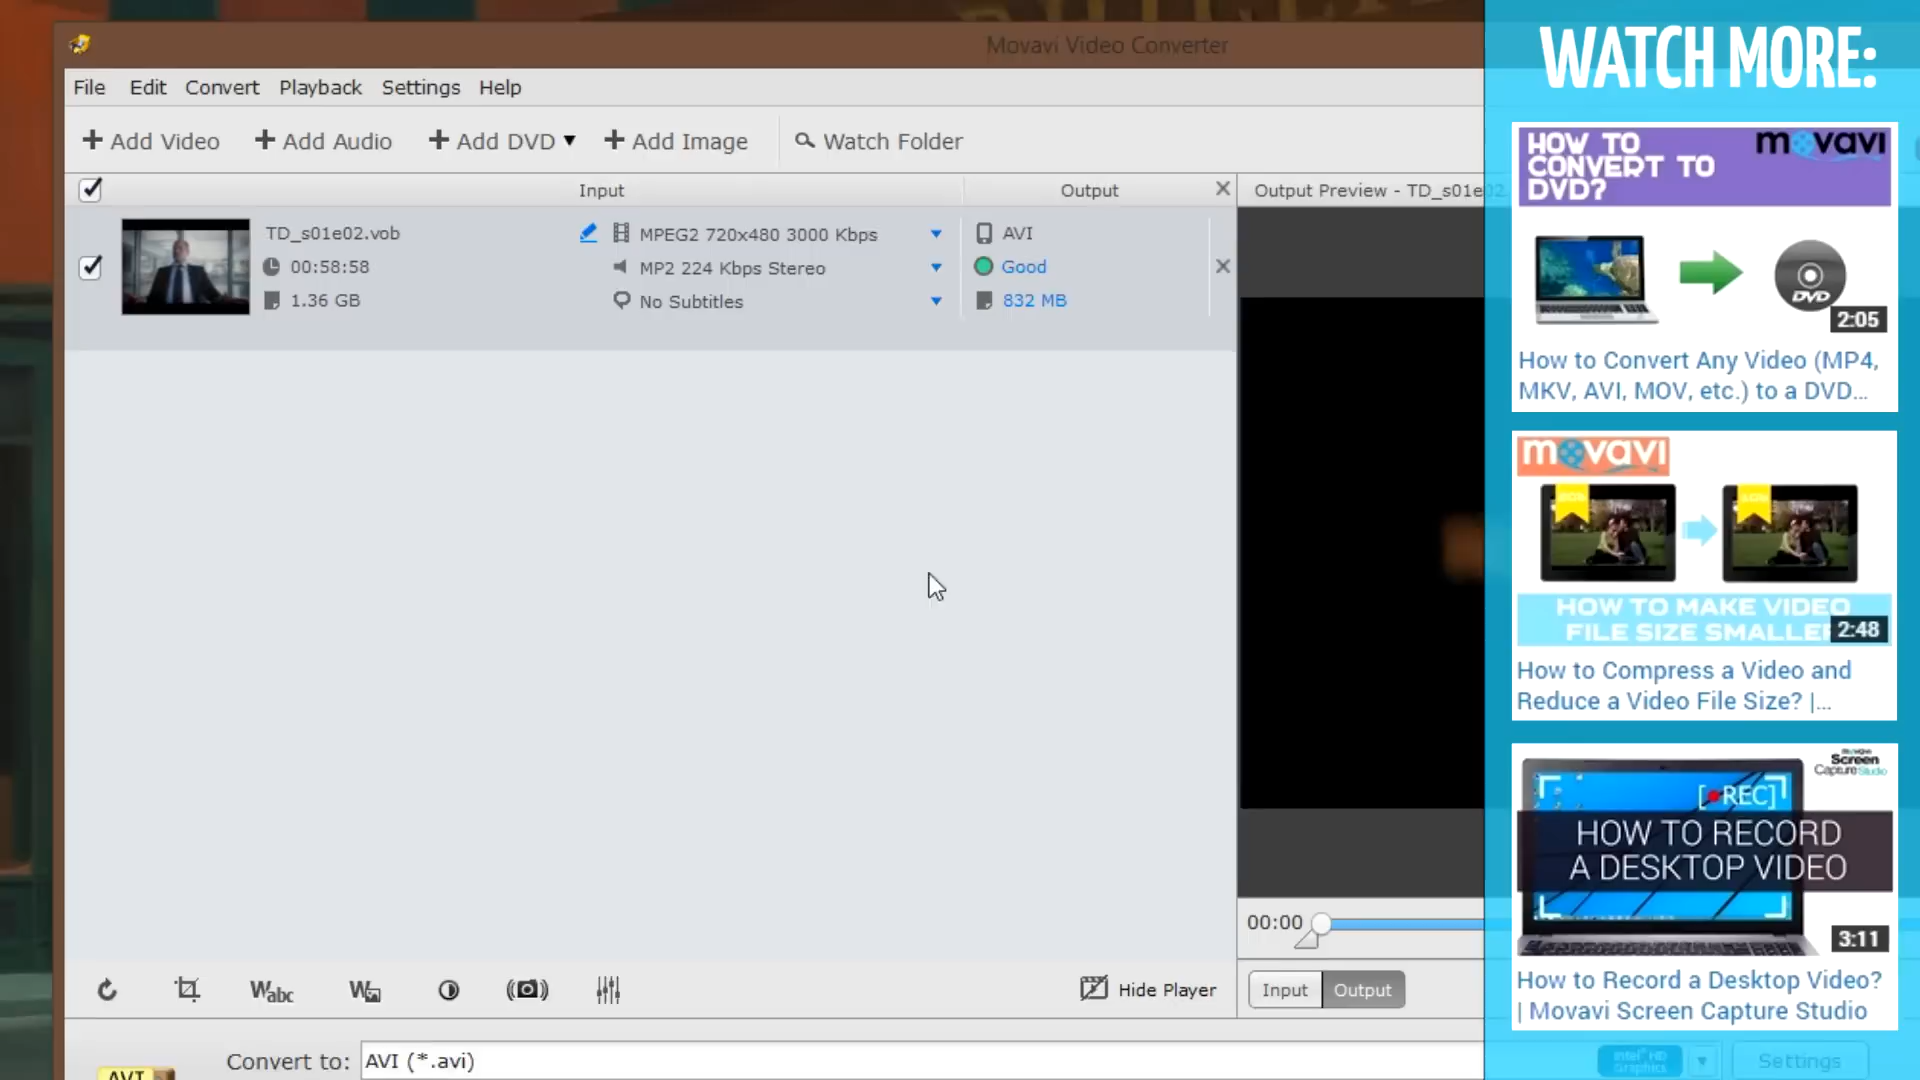 Movavi Video Converter
File Edit Convert Playback Settings Help
+ Add Video + Add Audio + Add DVD + Add Image Watch Folder
Input Output Output Preview - TD_s01e02
TD_s01e02.vob
00:58:58
1.36 GB
MPEG2 720x480 3000 Kbps
MP2 224 Kbps Stereo
No Subtitles
AVI
Good
832 MB
00:00
Wabc
W
Hide Player
Input Output
AVI
Convert to: AVI (*.avi)
WATCH MORE:
HOW TO
CONVERT TO
DVD?
movavi
DVD
2:05
How to Convert Any Video (MP4,
MKV, AVI, MOV, etc.) to a DVD...
movavi
HOW TO MAKE VIDEO
FILE SIZE SMALLER
2:48
How to Compress a Video and
Reduce a Video File Size? |...
Screen
Capture Studio
[REC]
HOW TO RECORD
A DESKTOP VIDEO
3:11
How to Record a Desktop Video?
| Movavi Screen Capture Studio
Intel HD
Graphics
Settings